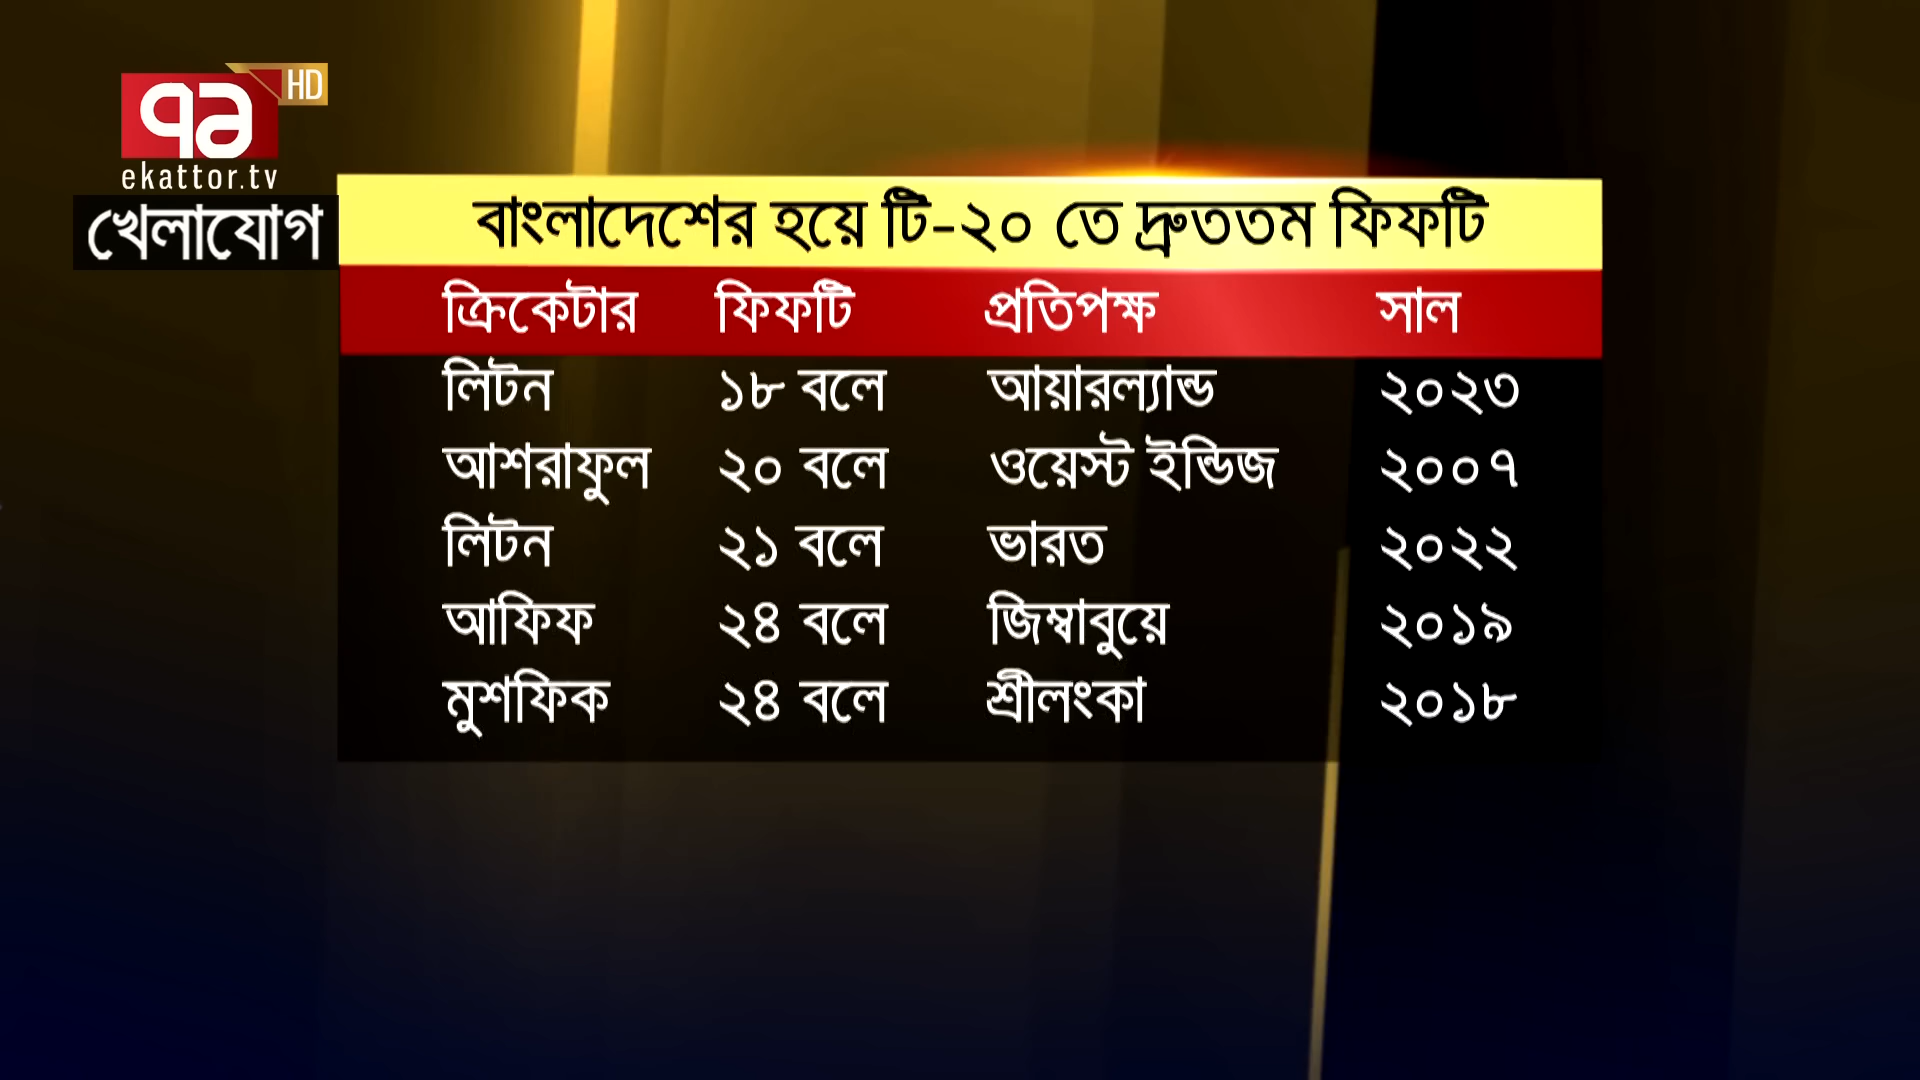 ৭১ HD
ekattor.tv
খেলাযোগ
বাংলাদেশের হয়ে টি-২০ তে দ্রুততম ফিফটি
ক্রিকেটার ফিফটি প্রতিপক্ষ সাল
লিটন ১৮ বলে আয়ারল্যান্ড ২০২৩
আশরাফুল ২০ বলে ওয়েস্ট ইন্ডিজ ২০০৭
লিটন ২১ বলে ভারত ২০২২
আফিফ ২৪ বলে জিম্বাবুয়ে ২০১৯
মুশফিক ২৪ বলে শ্রীলংকা ২০১৮